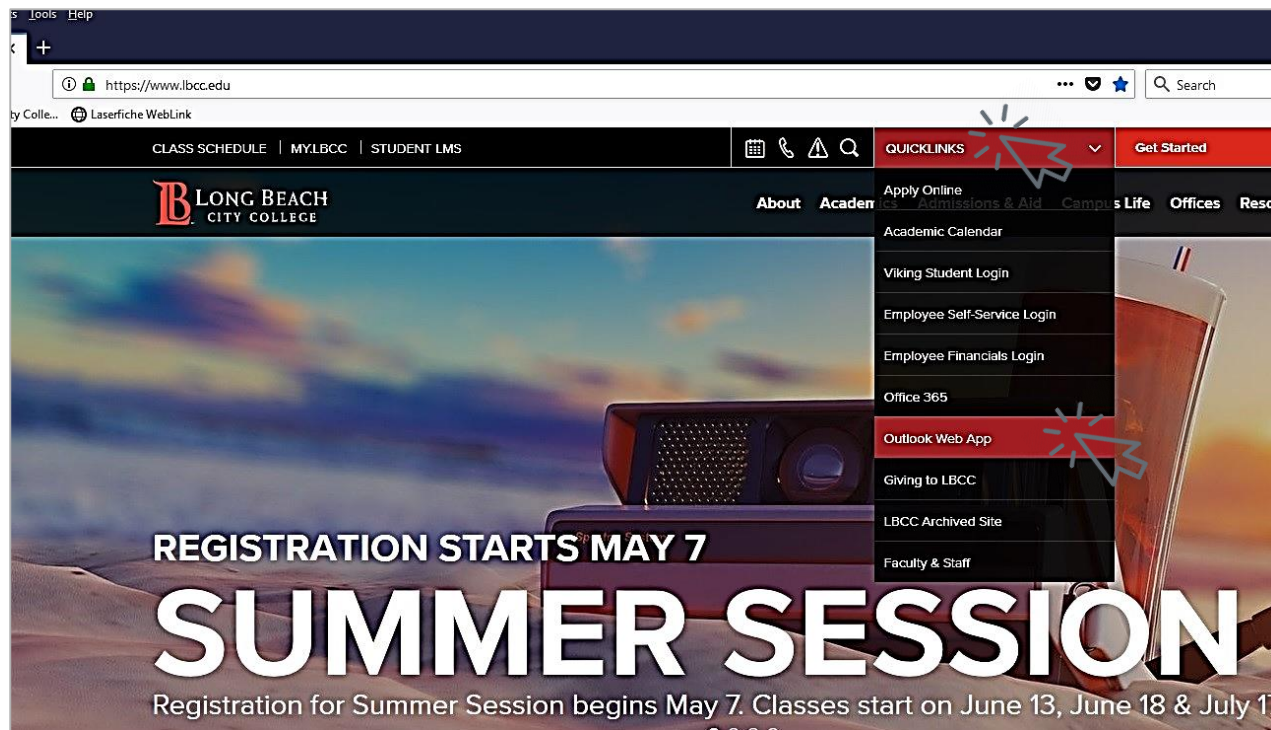 Tools Help
+
https://www.lbcc.edu
Search
ty Colle... Laserfiche WebLink
CLASS SCHEDULE | MY.LBCC | STUDENT LMS
QUICKLINKS
Get Started
LONG BEACH
CITY COLLEGE
About Academics Admissions & Aid Campus Life Offices Reso
Apply Online
Academic Calendar
Viking Student Login
Employee Self-Service Login
Employee Financials Login
Office 365
Outlook Web App
Giving to LBCC
LBCC Archived Site
Faculty & Staff
REGISTRATION STARTS MAY 7
SUMMER SESSION
Registration for Summer Session begins May 7. Classes start on June 13, June 18 & July 17